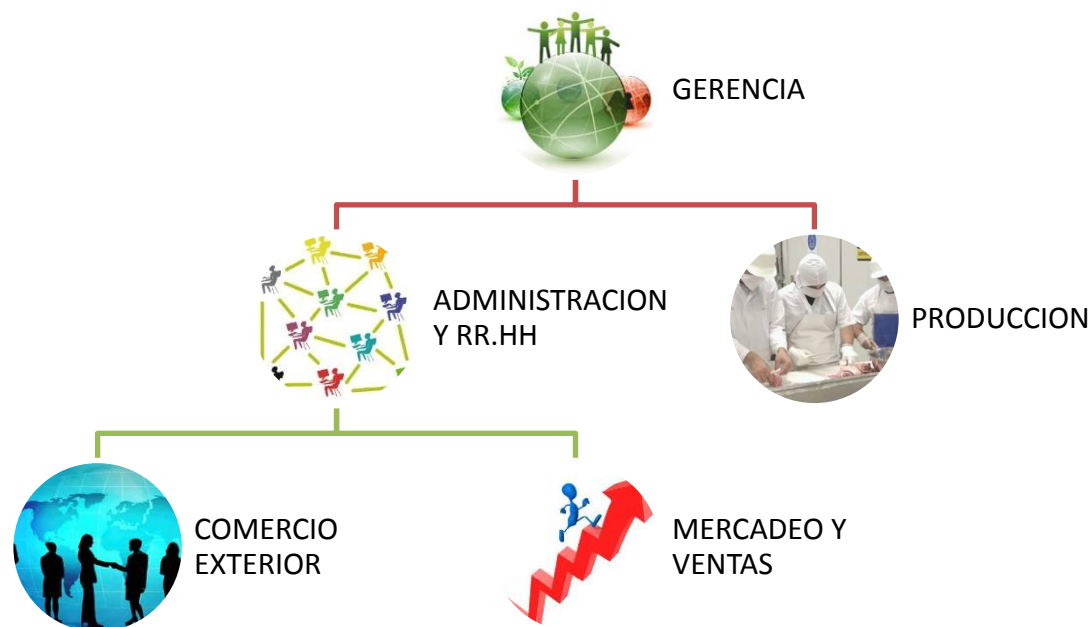 GERENCIA
ADMINISTRACION
Y RR.HH
PRODUCCION
COMERCIO
EXTERIOR
MERCADEO Y
VENTAS